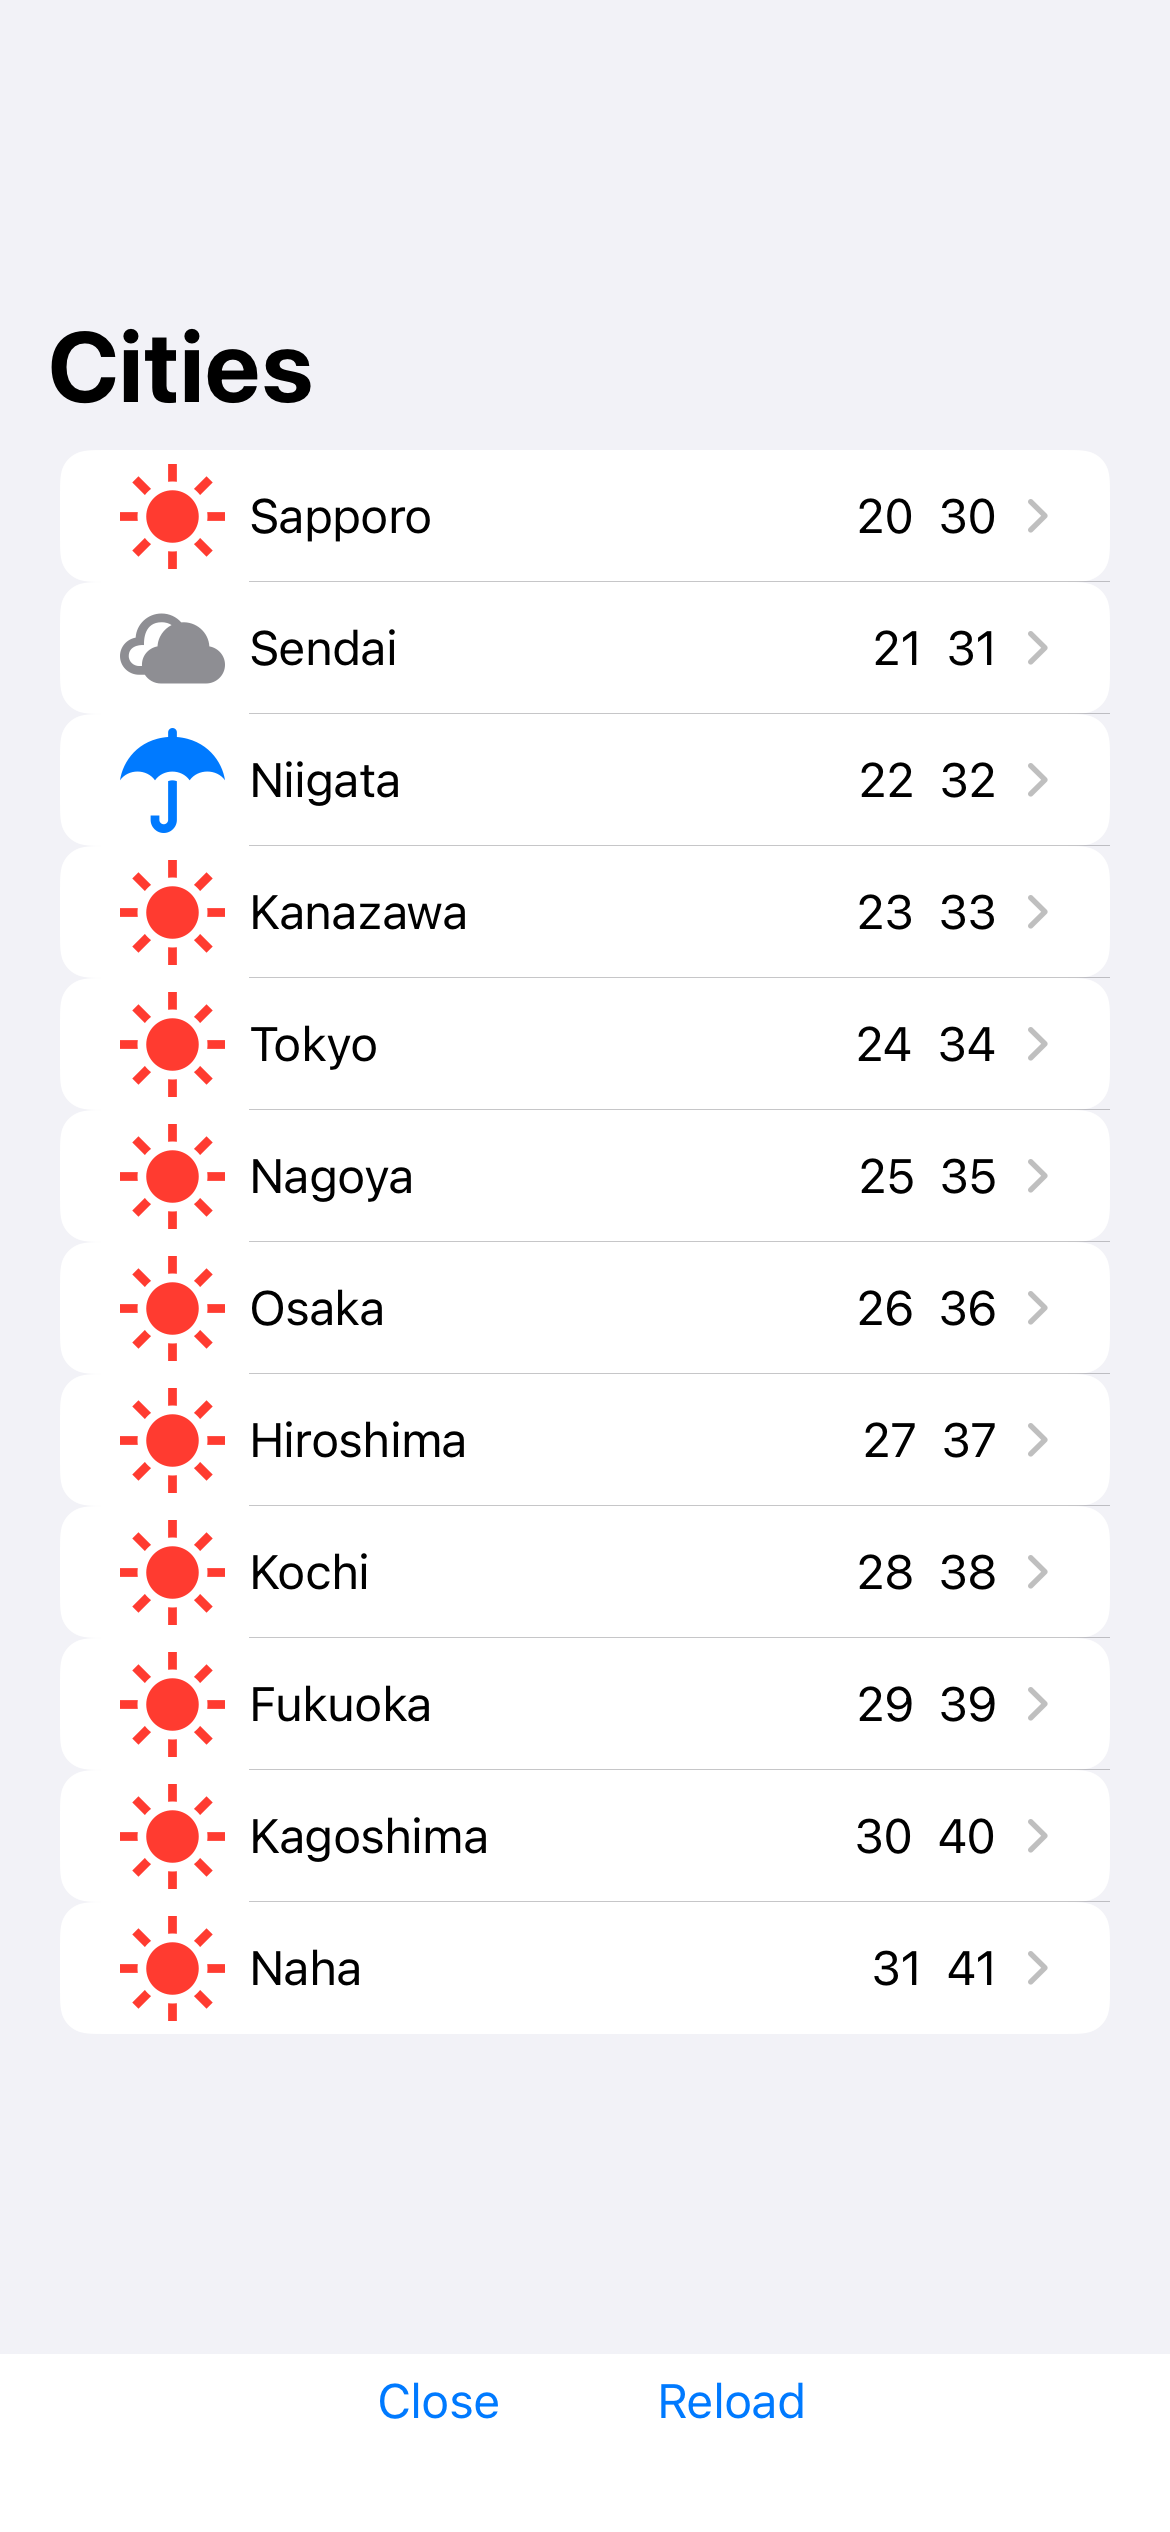 Cities
Sapporo 20 30
Sendai 21 31
Niigata 22 32
Kanazawa 23 33
Tokyo 24 34
Nagoya 25 35
Osaka 26 36
Hiroshima 27 37
Kochi 28 38
Fukuoka 29 39
Kagoshima 30 40
Naha 31 41
Close Reload